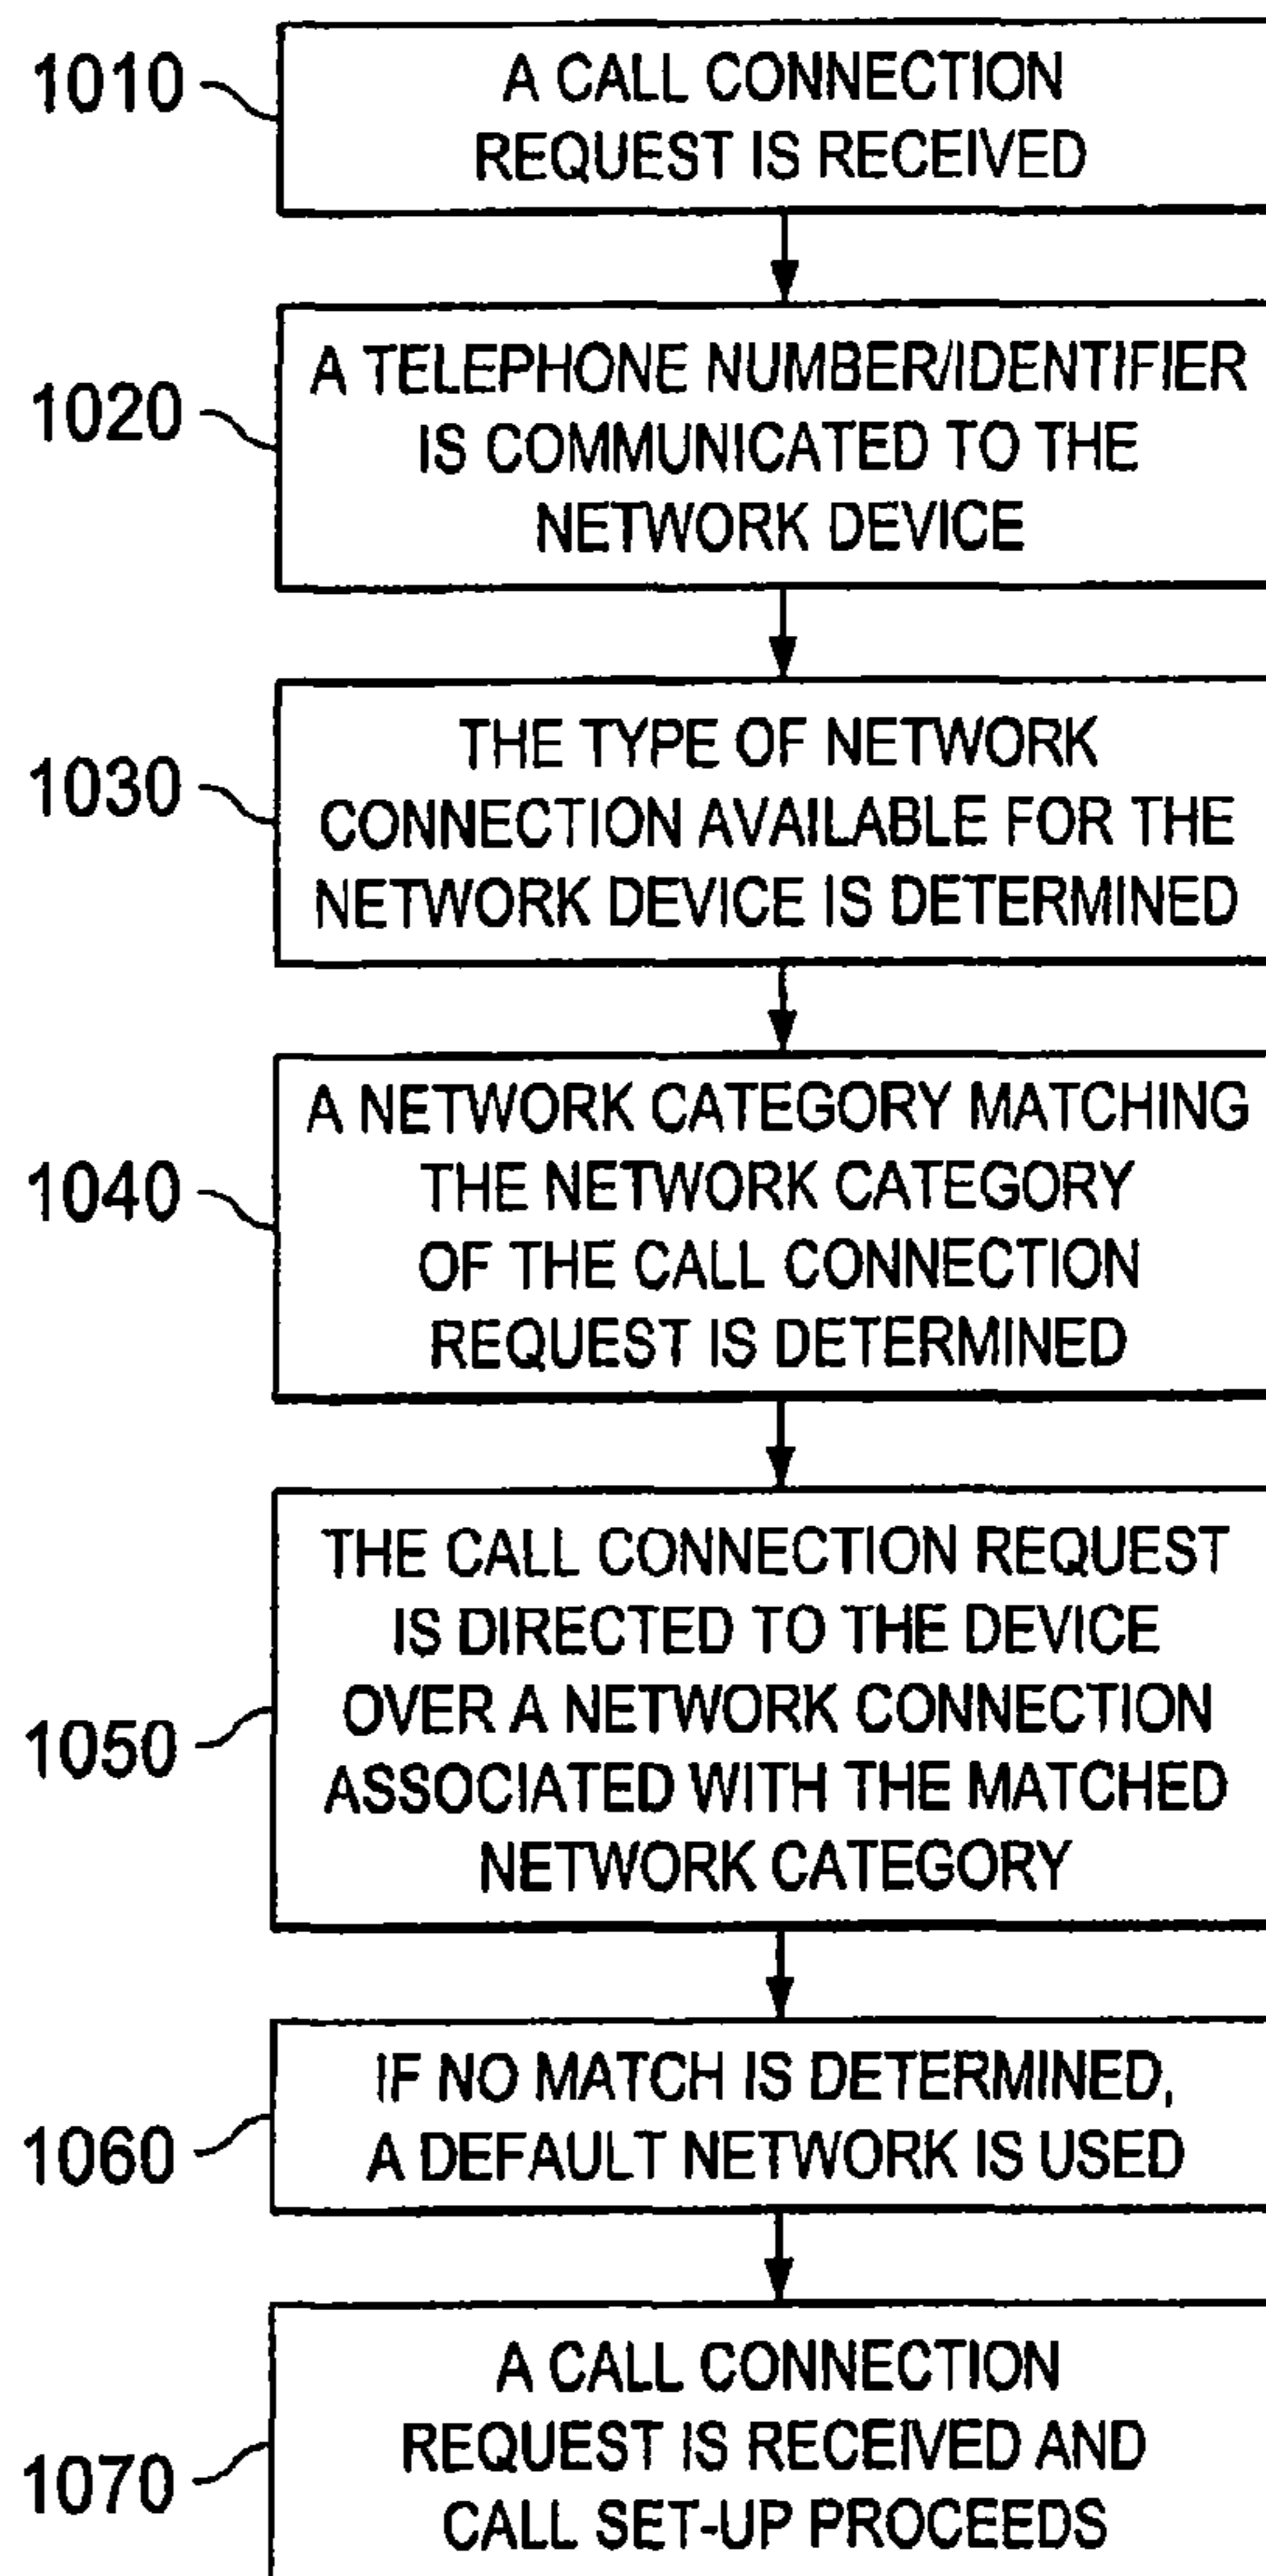 1010
A CALL CONNECTION
REQUEST IS RECEIVED
1020
A TELEPHONE NUMBER/IDENTIFIER
IS COMMUNICATED TO THE
NETWORK DEVICE
1030
THE TYPE OF NETWORK
CONNECTION AVAILABLE FOR THE
NETWORK DEVICE IS DETERMINED
1040
A NETWORK CATEGORY MATCHING
THE NETWORK CATEGORY
OF THE CALL CONNECTION
REQUEST IS DETERMINED
1050
THE CALL CONNECTION REQUEST
IS DIRECTED TO THE DEVICE
OVER A NETWORK CONNECTION
ASSOCIATED WITH THE MATCHED
NETWORK CATEGORY
1060
IF NO MATCH IS DETERMINED,
A DEFAULT NETWORK IS USED
1070
A CALL CONNECTION
REQUEST IS RECEIVED AND
CALL SET-UP PROCEEDS